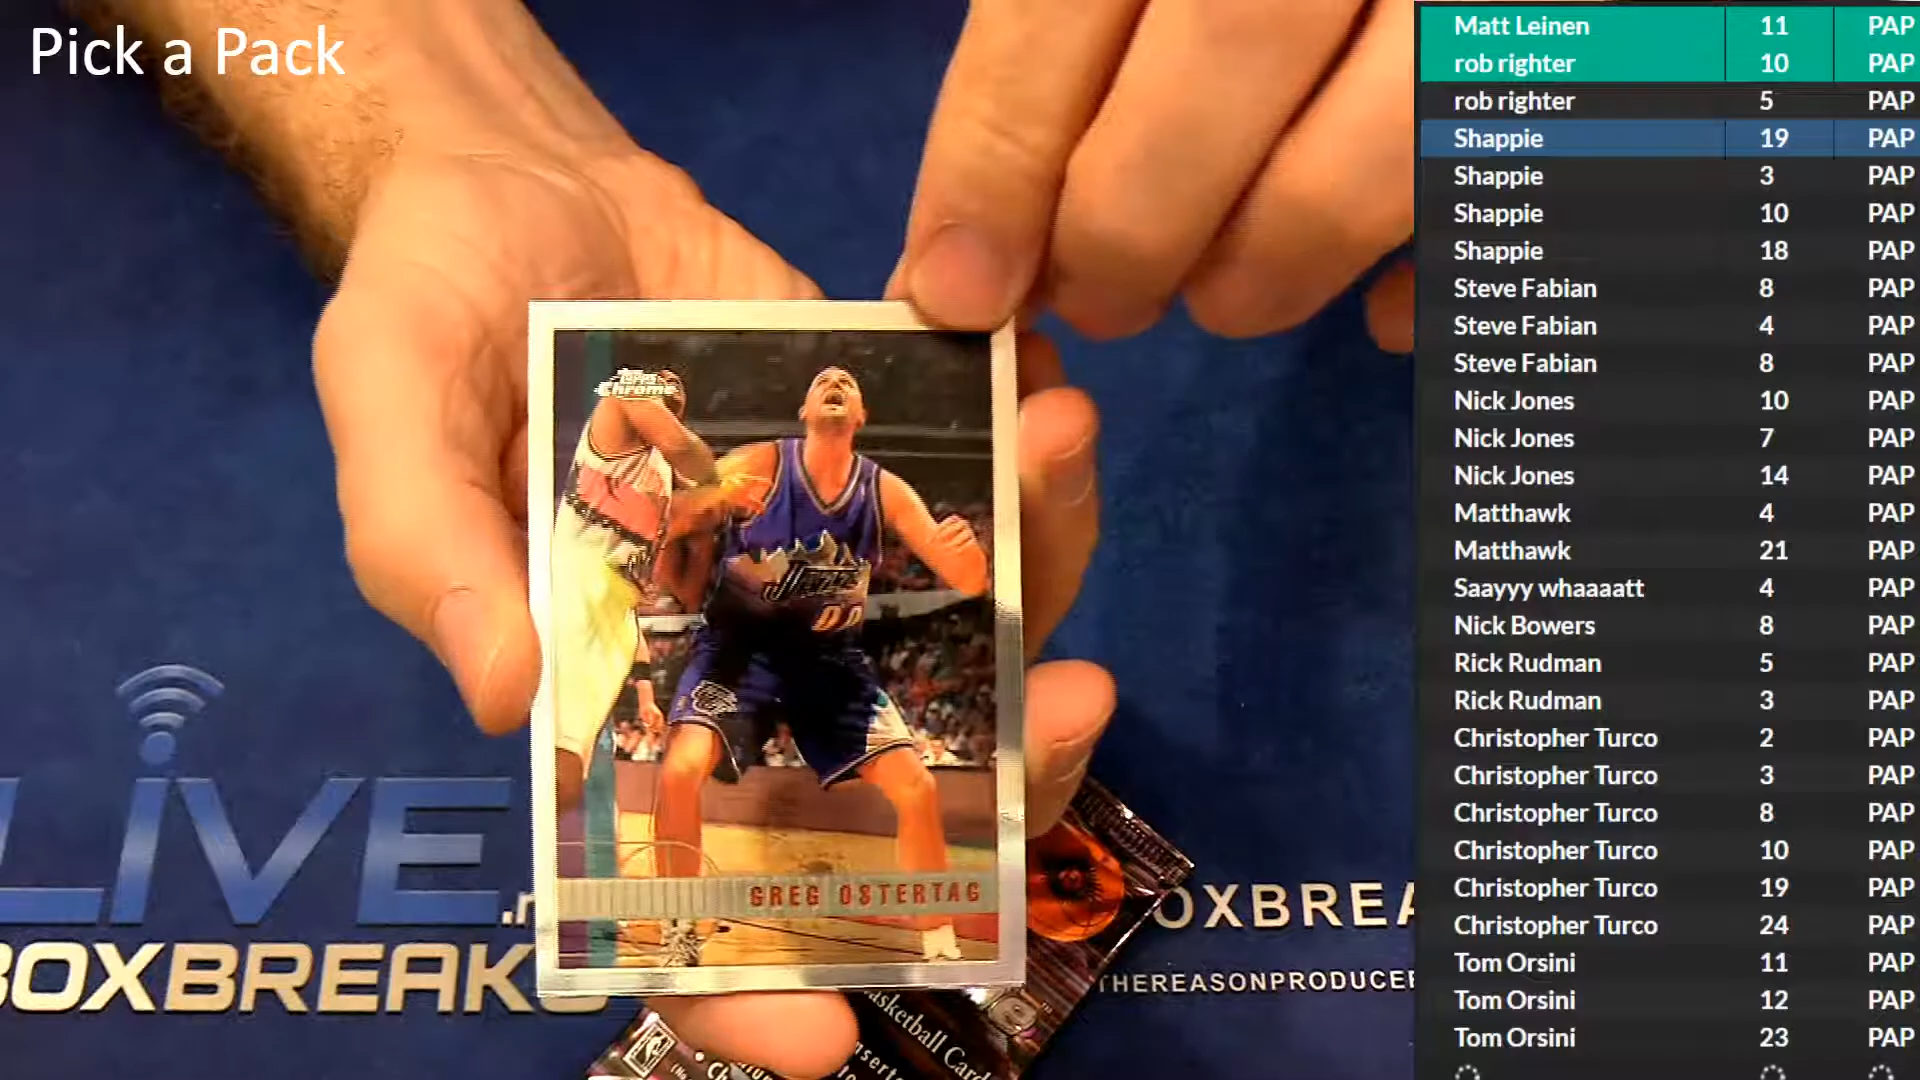 Pick a Pack
Matt Leinen 11 PAP
rob righter 10 PAP
rob righter 5 PAP
Shappie 19 PAP
Shappie 3 PAP
Shappie 10 PAP
Shappie 18 PAP
Steve Fabian 8 PAP
Steve Fabian 4 PAP
Steve Fabian 8 PAP
Nick Jones 10 PAP
Nick Jones 7 PAP
Nick Jones 14 PAP
Matthawk 4 PAP
Matthawk 21 PAP
Saayyy whaaaatt 4 PAP
Nick Bowers 8 PAP
Rick Rudman 5 PAP
Rick Rudman 3 PAP
Christopher Turco 2 PAP
Christopher Turco 3 PAP
Christopher Turco 8 PAP
Christopher Turco 10 PAP
Christopher Turco 19 PAP
Christopher Turco 24 PAP
Tom Orsini 11 PAP
Tom Orsini 12 PAP
Tom Orsini 23 PAP
Topps
Chrome
JAZZ
00
GREG OSTERTAG
LIVE
BOXBREAKS
OXBREA
THEREASONPRODUCE
Basketball Card